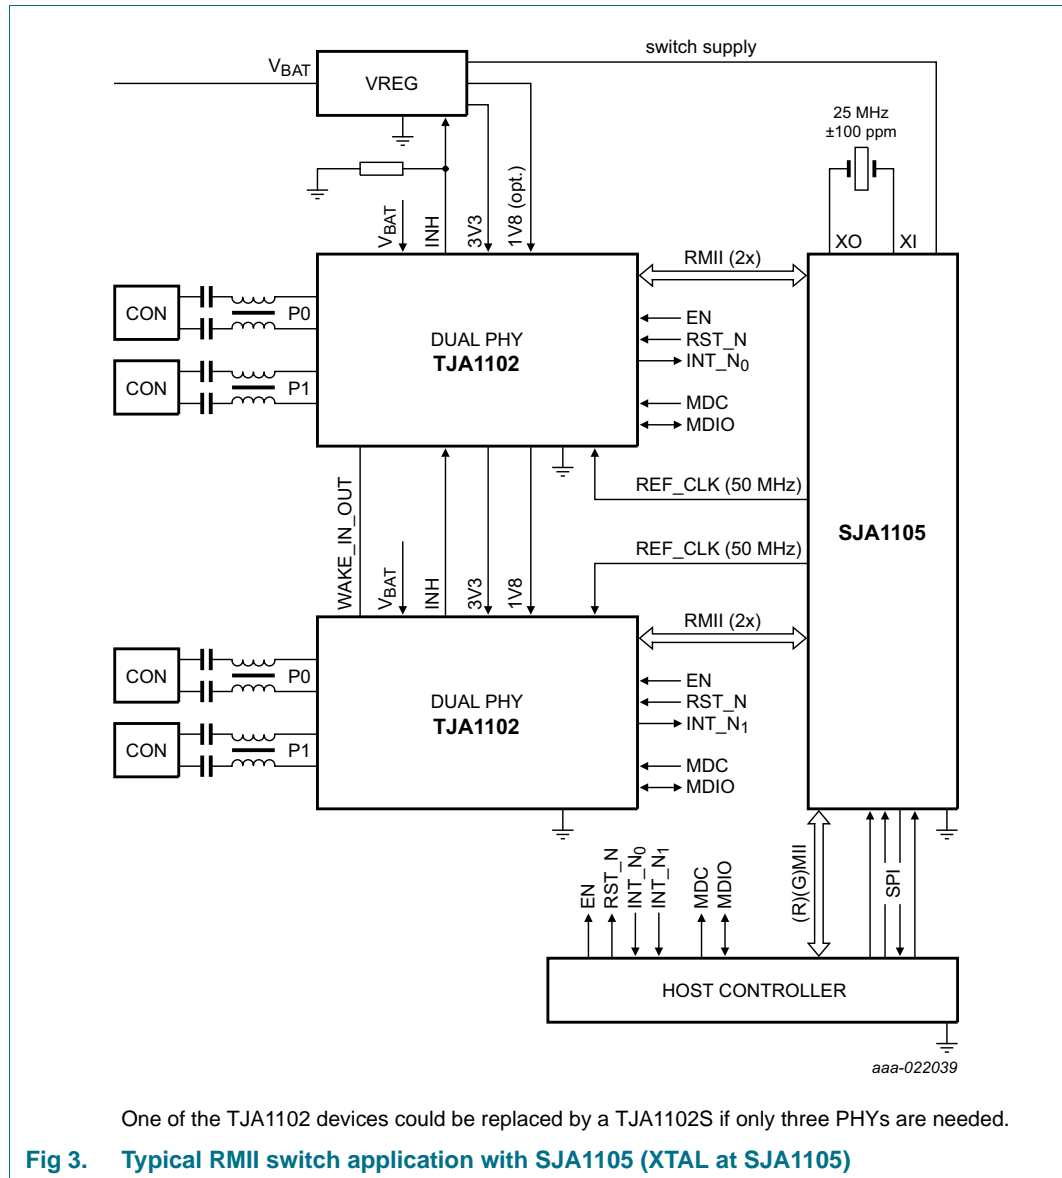 switch supply
VBAT
VREG
25 MHz
±100 ppm
VBAT
INH
3V3
1V8 (opt.)
XO
XI
RMII (2x)
CON
P0
EN
DUAL PHY
RST_N
TJA1102
INT_N0
CON
P1
MDC
MDIO
REF_CLK (50 MHz)
WAKE_IN_OUT
SJA1105
REF_CLK (50 MHz)
VBAT
INH
3V3
1V8
RMII (2x)
CON
P0
EN
DUAL PHY
RST_N
TJA1102
INT_N1
CON
P1
MDC
MDIO
EN
RST_N
INT_N0
INT_N1
MDC
MDIO
(R)(G)MII
SPI
HOST CONTROLLER
aaa-022039
One of the TJA1102 devices could be replaced by a TJA1102S if only three PHYs are needed.
Fig 3. Typical RMII switch application with SJA1105 (XTAL at SJA1105)